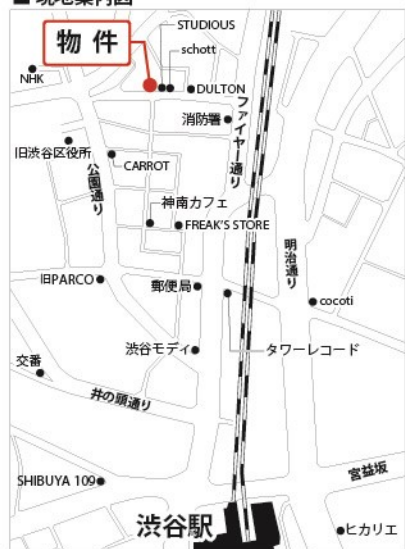 ■ 現地案内図
STUDIOUS
物件
schott
NHK
DULTON
消防署
ファイヤー通り
旧渋谷区役所
CARROT
公園通り
神南カフェ
FREAK'S STORE
明治通り
旧PARCO
郵便局
cocoti
渋谷モディ
タワーレコード
交番
井の頭通り
宮益坂
SHIBUYA 109
渋谷駅
ヒカリエ